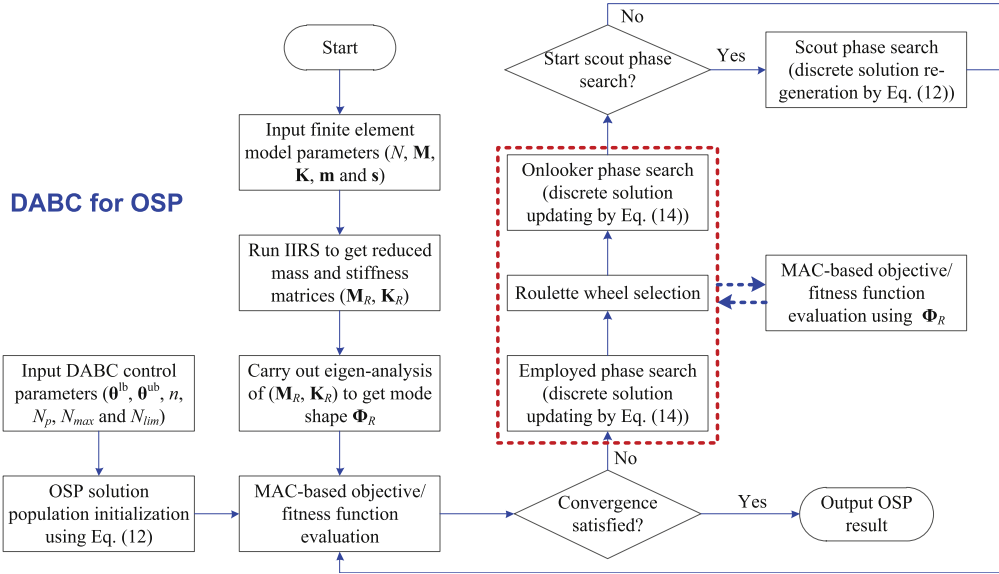 DABC for OSP
Start
Input finite element
model parameters (N, M,
K, m and s)
Run IIRS to get reduced
mass and stiffness
matrices (M_R, K_R)
Carry out eigen-analysis
of (M_R, K_R) to get mode
shape Φ_R
Input DABC control
parameters (θ^lb, θ^ub, n,
N_p, N_max and N_lim)
OSP solution
population initialization
using Eq. (12)
MAC-based objective/
fitness function
evaluation
Convergence
satisfied?
Yes
Output OSP
result
No
Employed phase search
(discrete solution
updating by Eq. (14))
Roulette wheel selection
Onlooker phase search
(discrete solution
updating by Eq. (14))
MAC-based objective/
fitness function
evaluation using Φ_R
Start scout phase
search?
No
Yes
Scout phase search
(discrete solution re-
generation by Eq. (12))